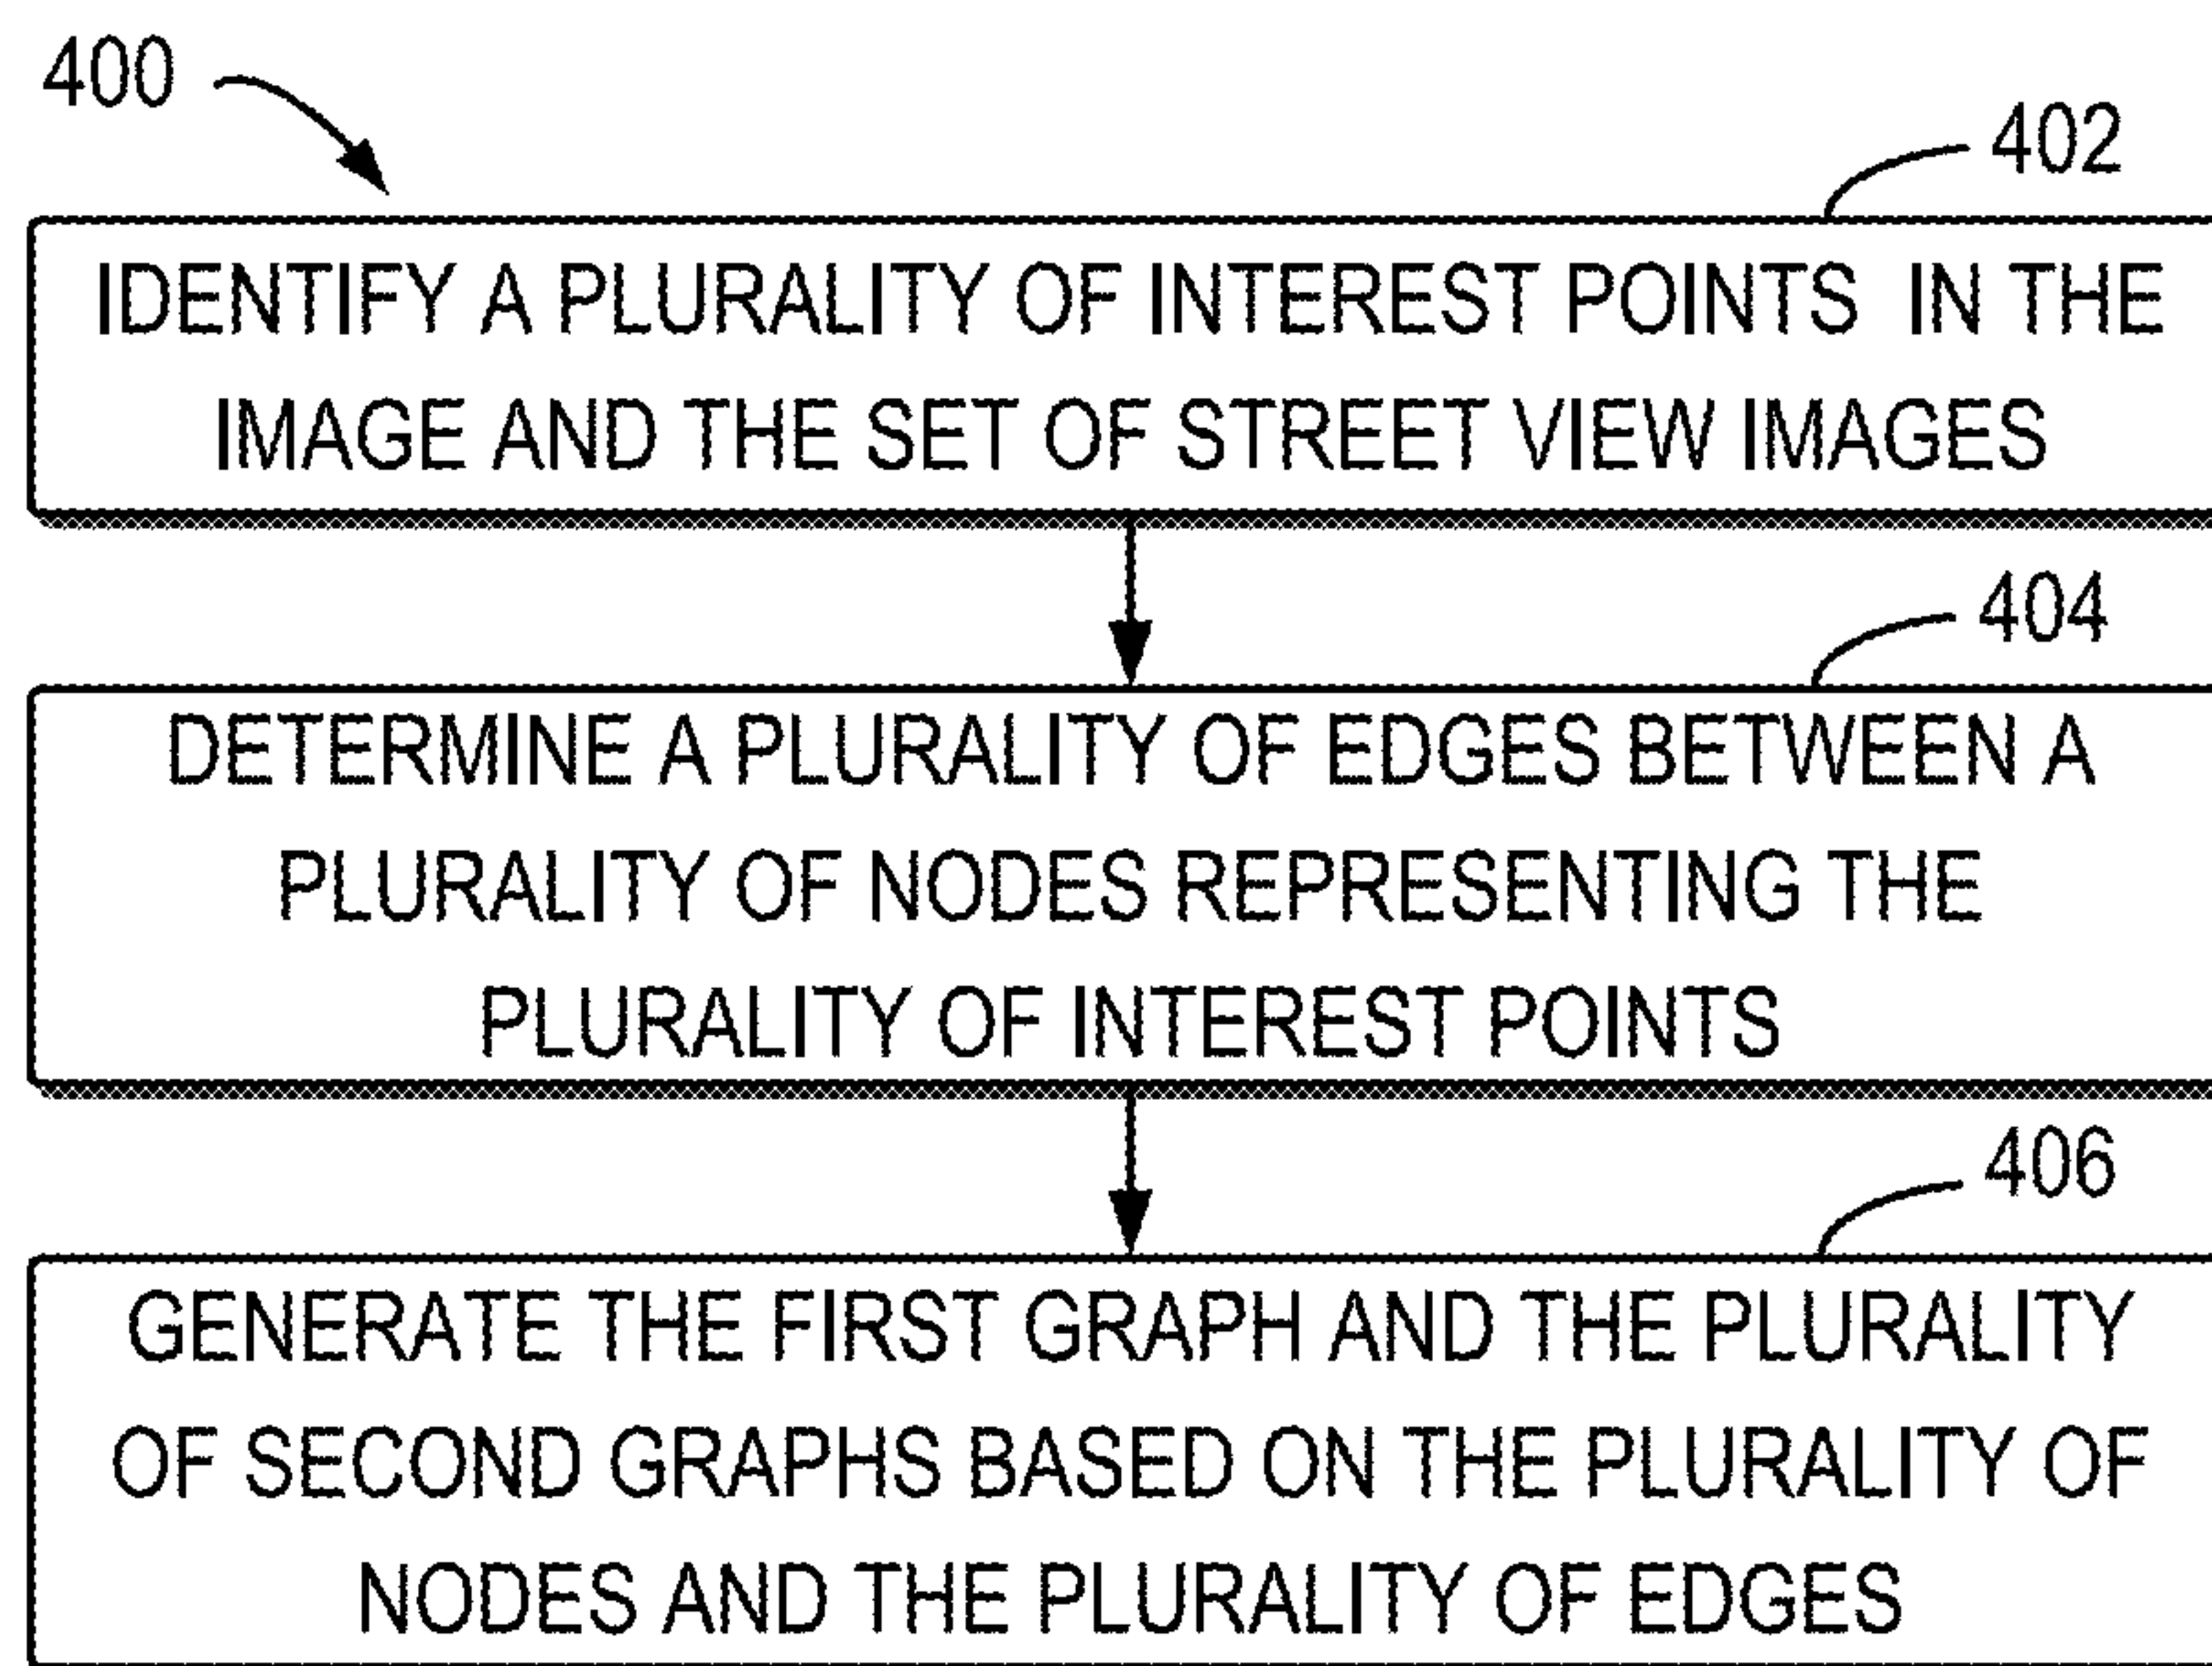 400
402
IDENTIFY A PLURALITY OF INTEREST POINTS IN THE
IMAGE AND THE SET OF STREET VIEW IMAGES
404
DETERMINE A PLURALITY OF EDGES BETWEEN A
PLURALITY OF NODES REPRESENTING THE
PLURALITY OF INTEREST POINTS
406
GENERATE THE FIRST GRAPH AND THE PLURALITY
OF SECOND GRAPHS BASED ON THE PLURALITY OF
NODES AND THE PLURALITY OF EDGES